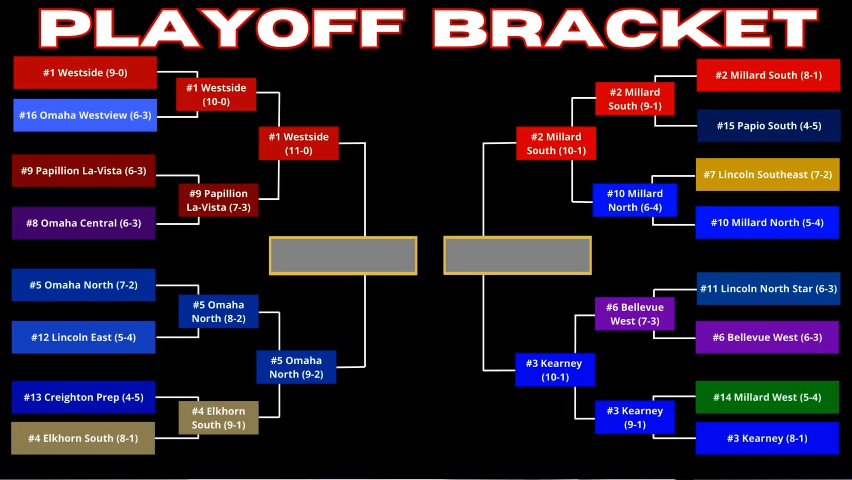 PLAYOFF BRACKET
#1 Westside (9-0)
#16 Omaha Westview (6-3)
#9 Papillion La-Vista (6-3)
#8 Omaha Central (6-3)
#5 Omaha North (7-2)
#12 Lincoln East (5-4)
#13 Creighton Prep (4-5)
#4 Elkhorn South (8-1)
#1 Westside
(10-0)
#9 Papillion
La-Vista (7-3)
#5 Omaha
North (8-2)
#4 Elkhorn
South (9-1)
#1 Westside
(11-0)
#5 Omaha
North (9-2)
#2 Millard
South (10-1)
#3 Kearney
(10-1)
#2 Millard
South (9-1)
#10 Millard
North (6-4)
#6 Bellevue
West (7-3)
#3 Kearney
(9-1)
#2 Millard South (8-1)
#15 Papio South (4-5)
#7 Lincoln Southeast (7-2)
#10 Millard North (5-4)
#11 Lincoln North Star (6-3)
#6 Bellevue West (6-3)
#14 Millard West (5-4)
#3 Kearney (8-1)